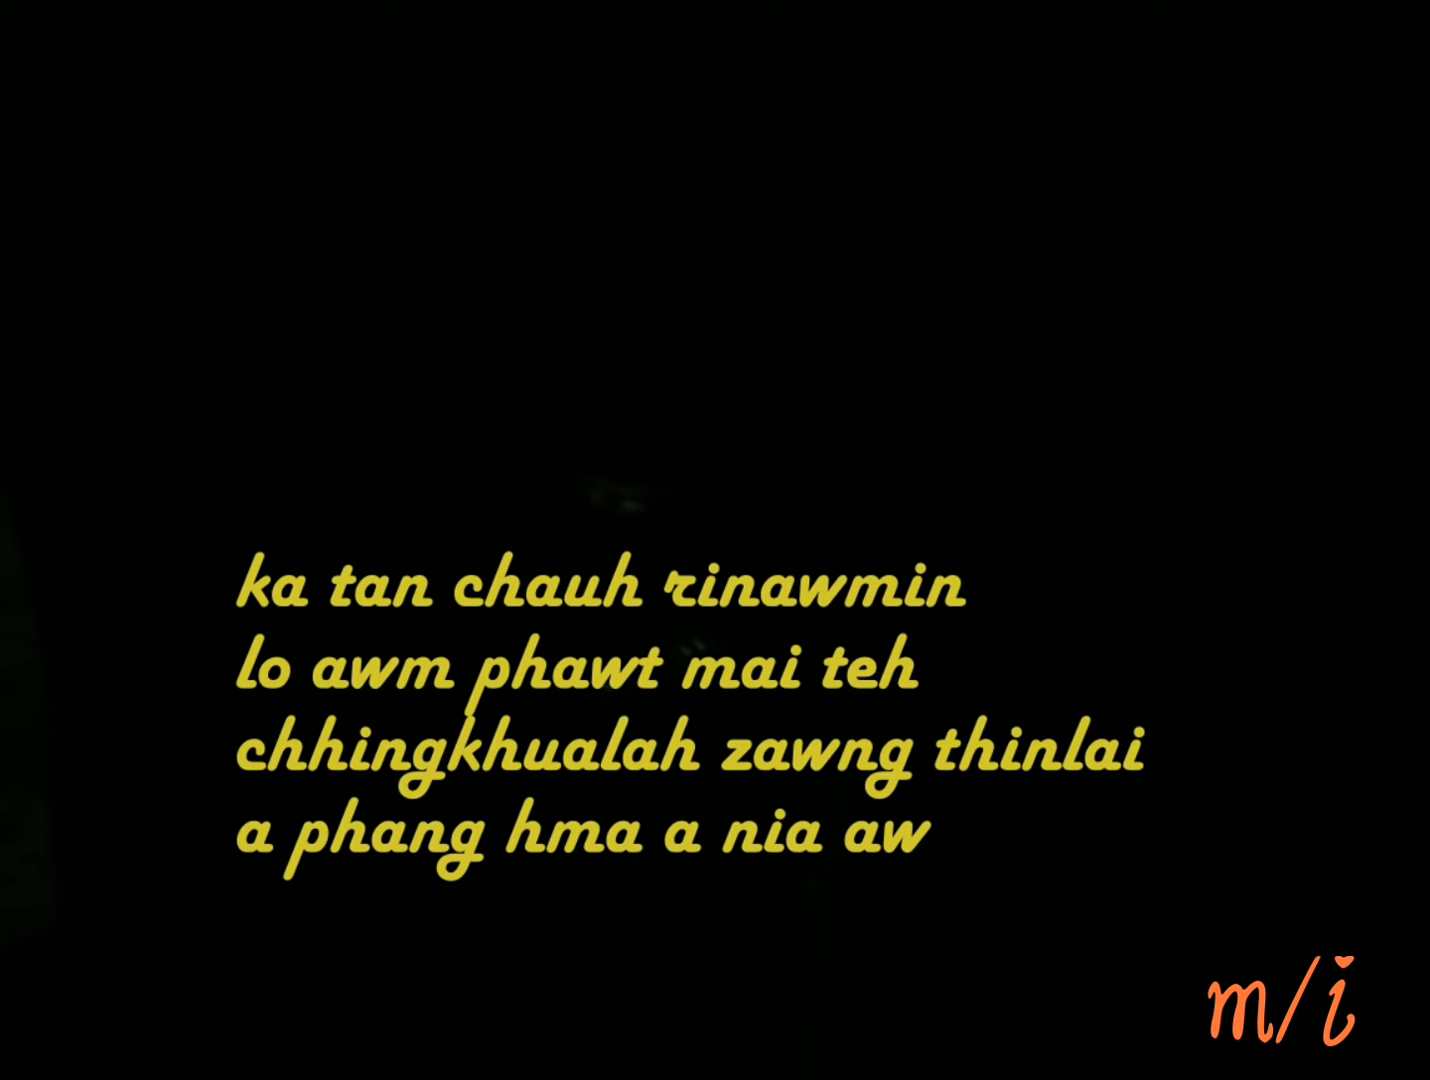 ka tan chauh rinawmin
lo awm phawt mai teh
chhingkhualah zawng thinlai
a phang hma a nia aw
m/i